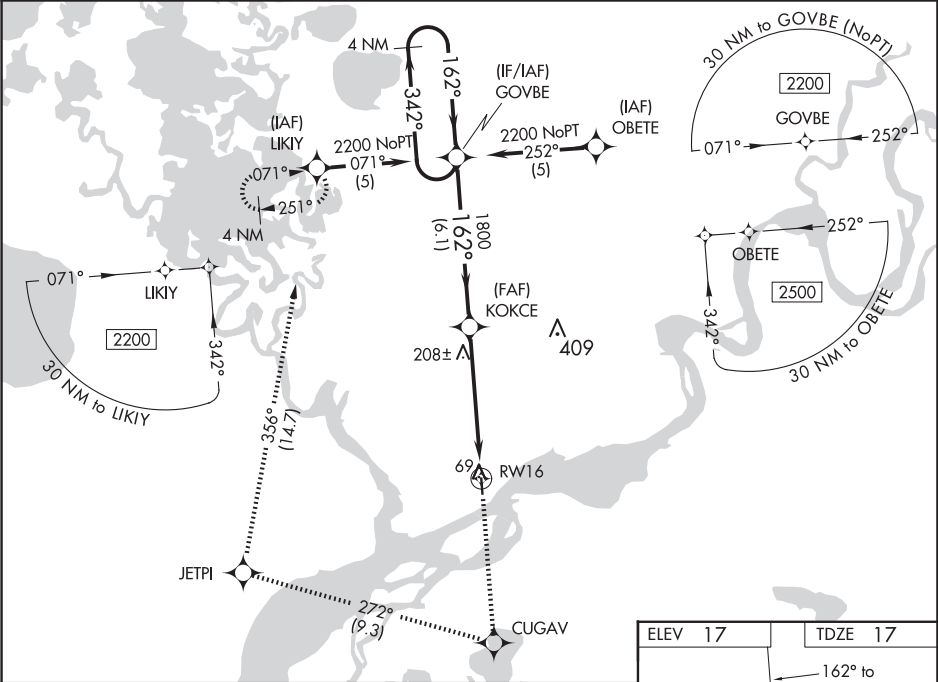 4 NM
162°
342°
(IF/IAF)
GOVBE
(IAF)
LIKIY
2200 NoPT
071°
(5)
(IAF)
OBETE
2200 NoPT
252°
(5)
071°
251°
4 NM
30 NM to GOVBE (NoPT)
2200
GOVBE
071°
252°
1800
162°
(6.1)
(FAF)
KOKCE
208±
409
071°
LIKIY
2200
342°
30 NM to LIKIY
252°
OBETE
2500
342°
30 NM to OBETE
356°
(14.7)
69
RW16
JETPI
272°
(9.3)
CUGAV
ELEV 17
TDZE 17
162° to